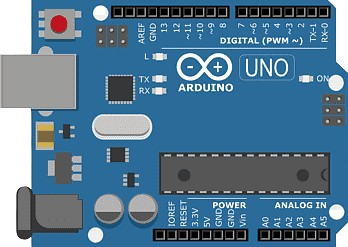 AREF
GND
13
12
~11
~10
~9
8
7
~6
~5
4
~3
2
TX-1
RX-0
DIGITAL (PWM ~)
L
TX
RX
ARDUINO
UNO
ON
POWER
ANALOG IN
IOREF
RESET
3.3V
5V
GND
GND
Vin
A0
A1
A2
A3
A4
A5